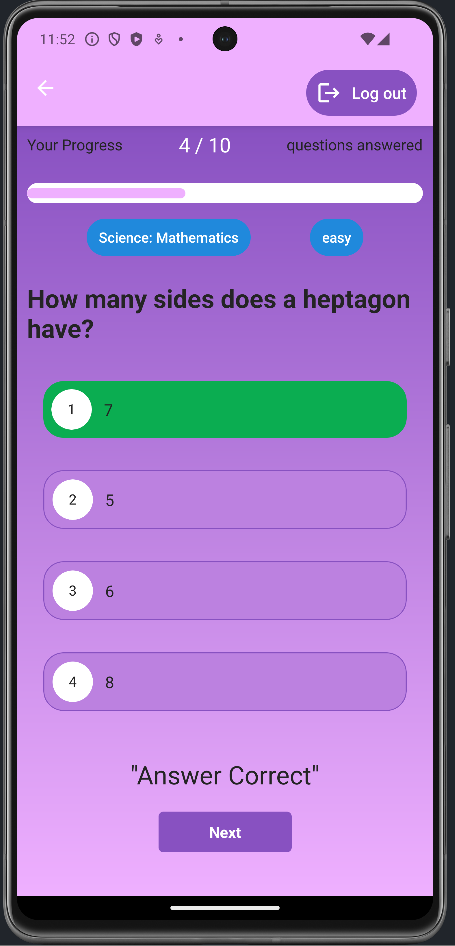 11:52
Log out
Your Progress 4 / 10 questions answered
Science: Mathematics easy
How many sides does a heptagon
have?
1 7
2 5
3 6
4 8
"Answer Correct"
Next